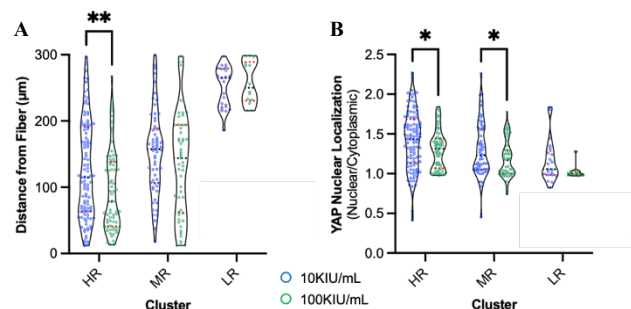 A
**
Distance from Fiber (µm)
300
200
100
0
HR
MR
LR
Cluster
10KIU/mL
100KIU/mL
B
*
*
YAP Nuclear Localization
(Nuclear/Cytoplasmic)
2.5
2.0
1.5
1.0
0.5
0.0
HR
MR
LR
Cluster